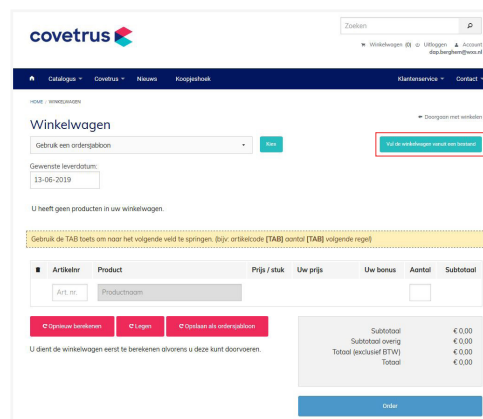 covetrus
Zoeken
Winkelwagen (0) Uitloggen Account
dap.berghem@wxs.nl
Catalogus Covetrus Nieuws Koopjeshoek Klantenservice Contact
HOME / WINKELWAGEN
Winkelwagen
Doorgaan met winkelen
Gebruik een ordersjabloon
Kies
Vul de winkelwagen vanuit een bestand
Gewenste leverdatum:
13-06-2019
U heeft geen producten in uw winkelwagen.
Gebruik de TAB toets om naar het volgende veld te springen. (bijv: artikelcode [TAB] aantal [TAB] volgende regel)
Artikelnr Product Prijs / stuk Uw prijs Uw bonus Aantal Subtotaal
Art. nr. Productnaam
Opnieuw berekenen Legen Opslaan als ordersjabloon
U dient de winkelwagen eerst te berekenen alvorens u deze kunt doorvoeren.
Subtotaal € 0,00
Subtotaal overig € 0,00
Totaal (exclusief BTW) € 0,00
Totaal € 0,00
Order